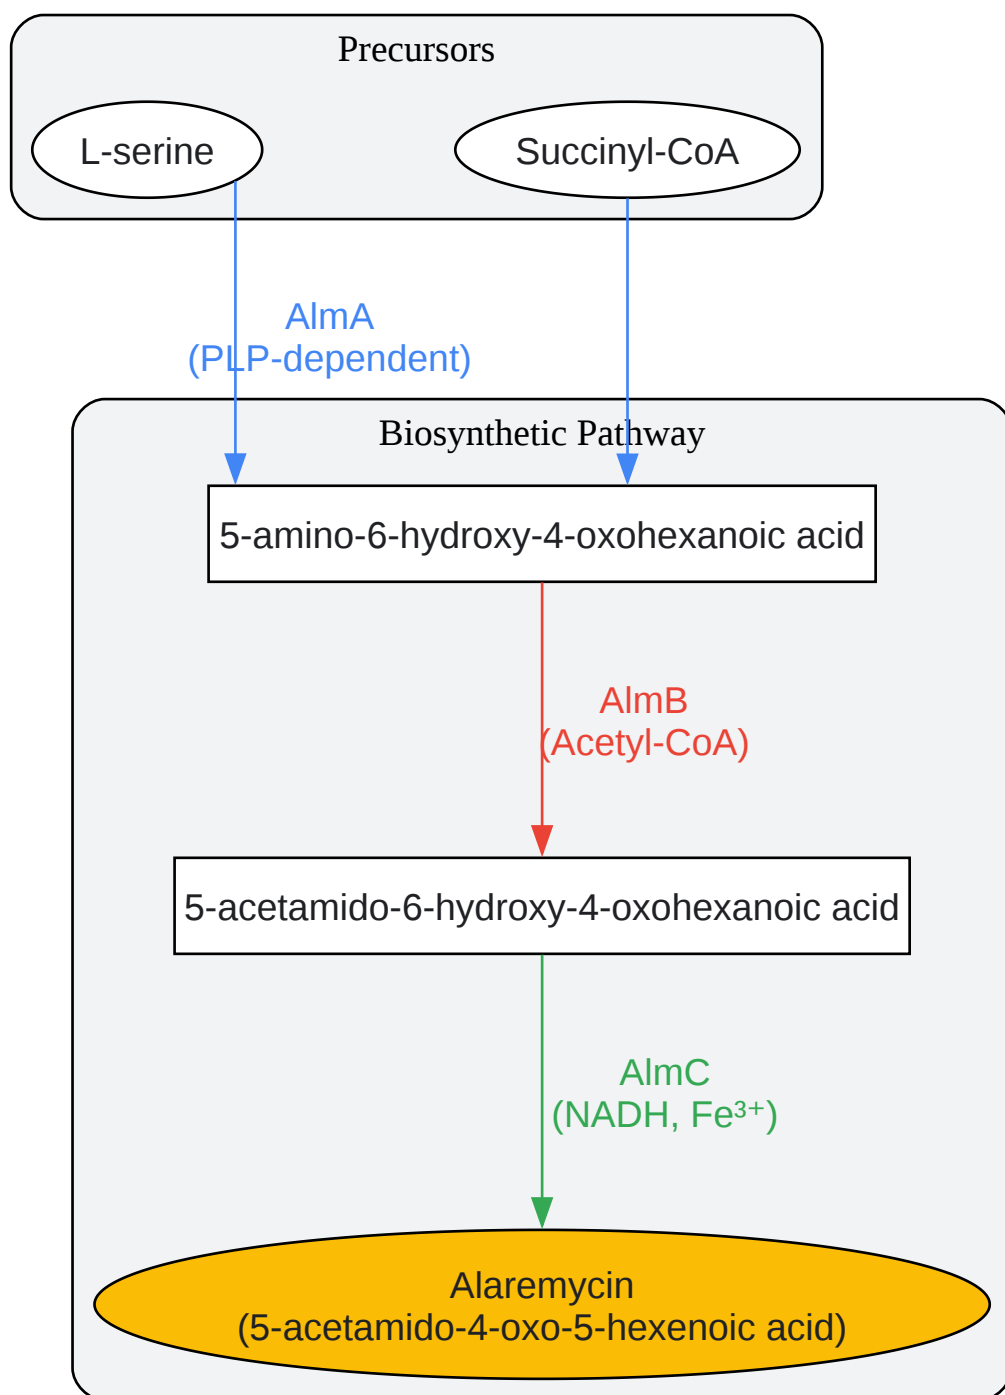 Precursors
L-serine
Succinyl-CoA
AlmA
(PLP-dependent)
Biosynthetic Pathway
5-amino-6-hydroxy-4-oxohexanoic acid
AlmB
(Acetyl-CoA)
5-acetamido-6-hydroxy-4-oxohexanoic acid
AlmC
(NADH, Fe³⁺)
Alaremycin
(5-acetamido-4-oxo-5-hexenoic acid)